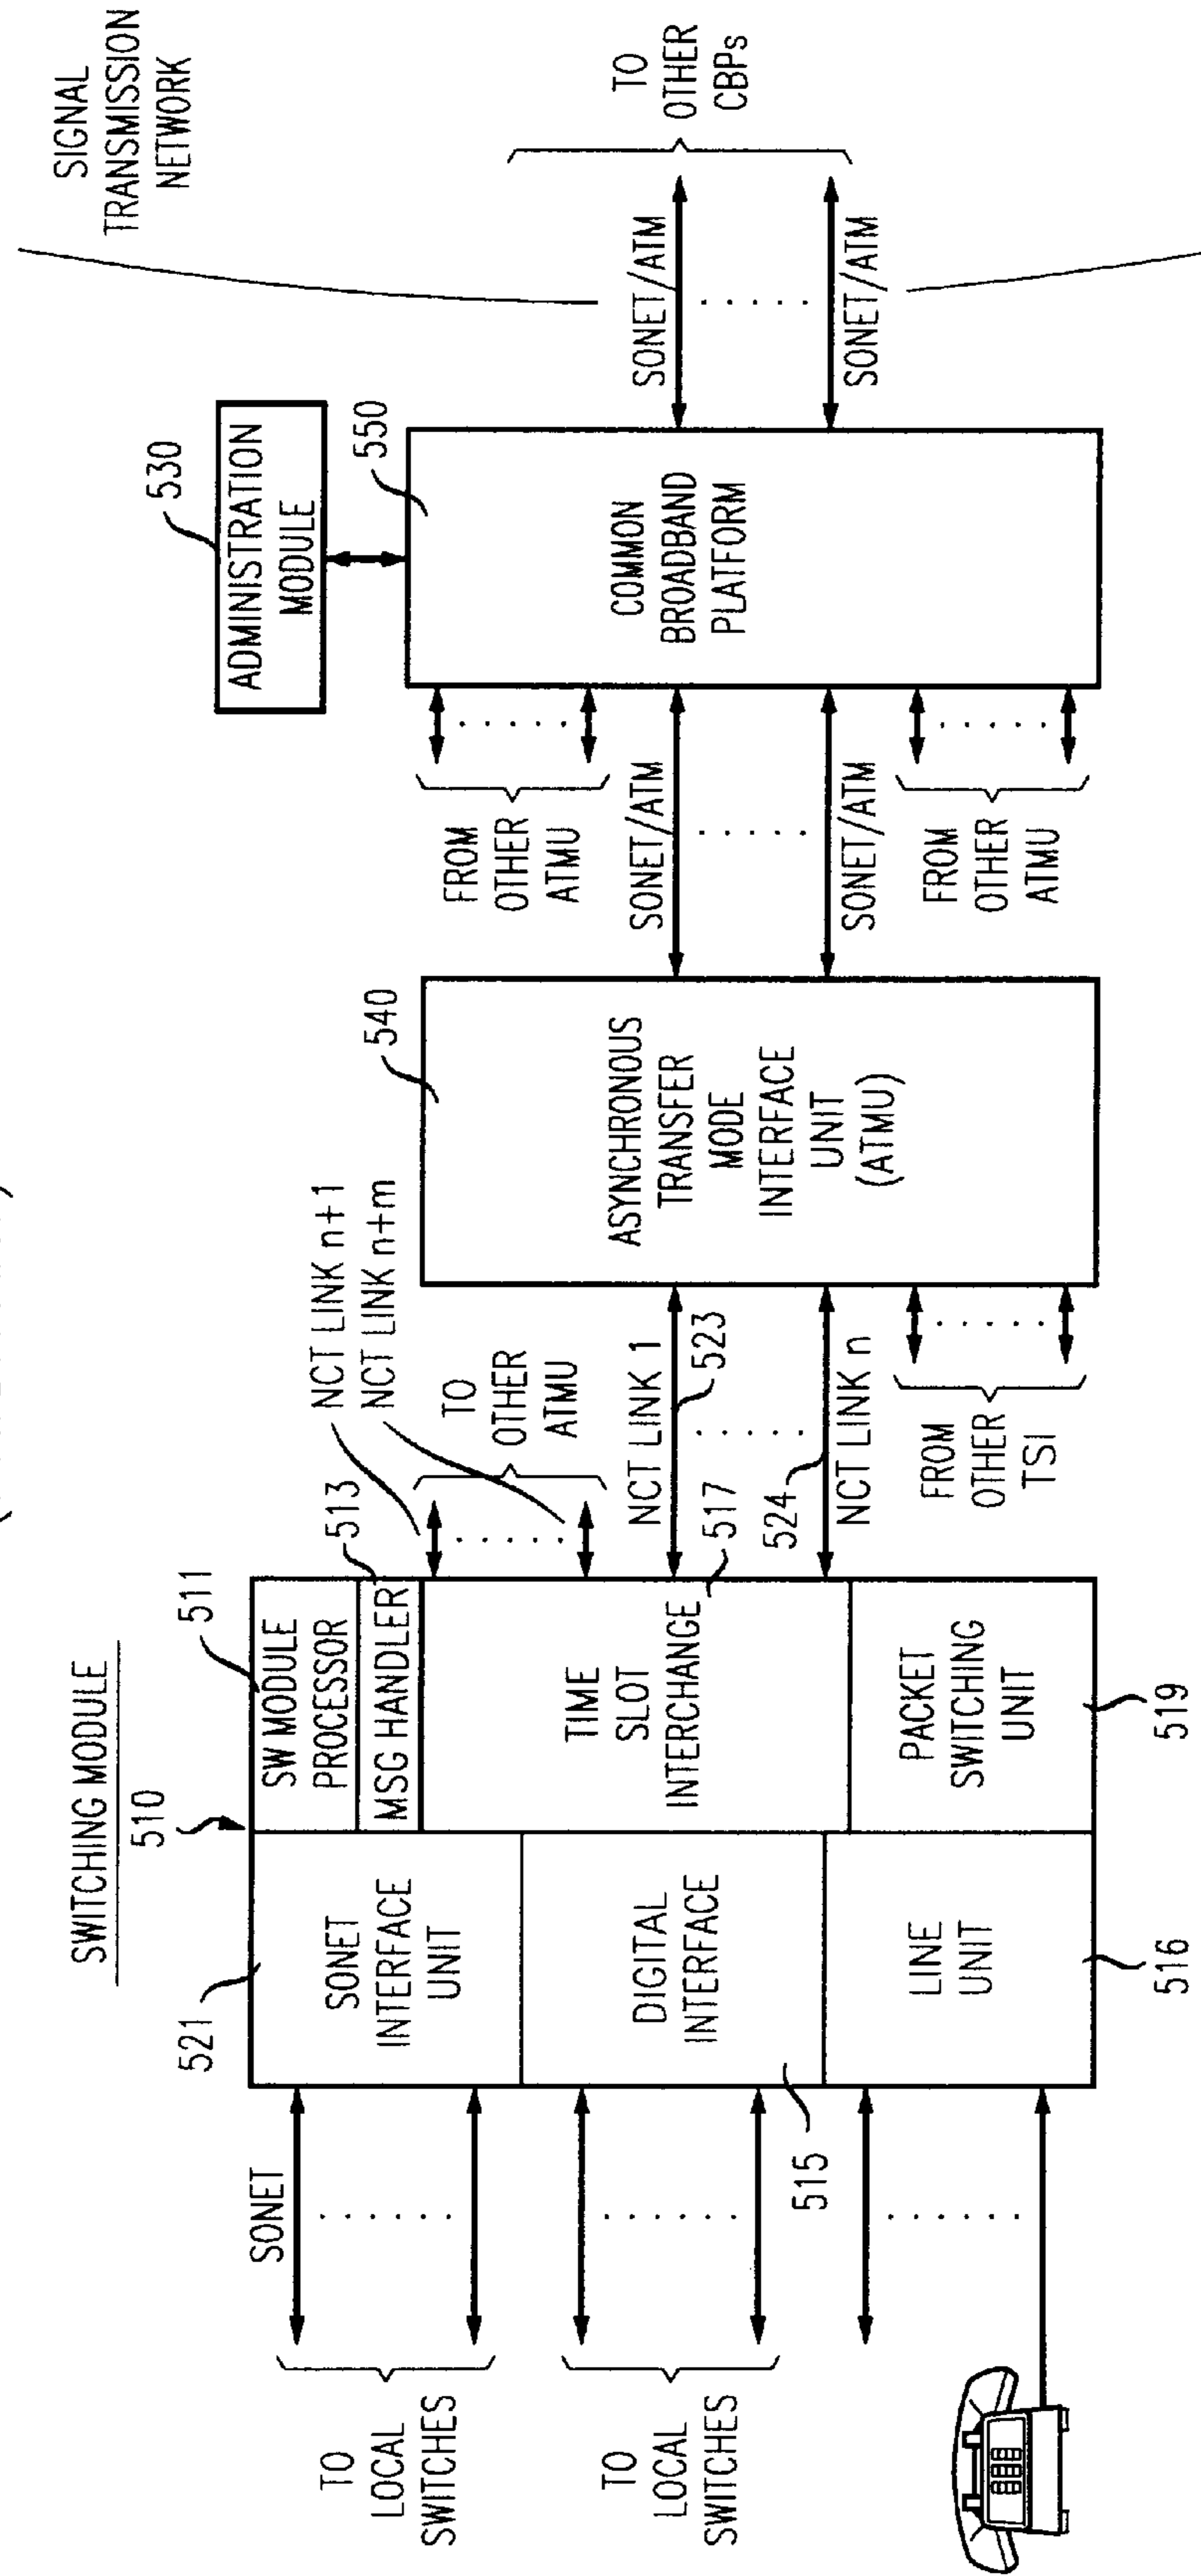 SIGNAL
TRANSMISSION
NETWORK
SWITCHING MODULE
510
530
ADMINISTRATION
MODULE
TO
LOCAL
SWITCHES
SONET
TO
LOCAL
SWITCHES
521
SONET
INTERFACE
UNIT
DIGITAL
INTERFACE
515
LINE
UNIT
516
511
SW MODULE
PROCESSOR
MSG HANDLER
513
TIME
SLOT
INTERCHANGE
517
PACKET
SWITCHING
UNIT
519
NCT LINK n+1
NCT LINK n+m
TO
OTHER
ATMU
NCT LINK 1
523
524
NCT LINK n
FROM
OTHER
TSI
540
ASYNCHRONOUS
TRANSFER
MODE
INTERFACE
UNIT
(ATMU)
FROM
OTHER
ATMU
SONET/ATM
SONET/ATM
FROM
OTHER
ATMU
550
COMMON
BROADBAND
PLATFORM
SONET/ATM
SONET/ATM
TO
OTHER
CBPs